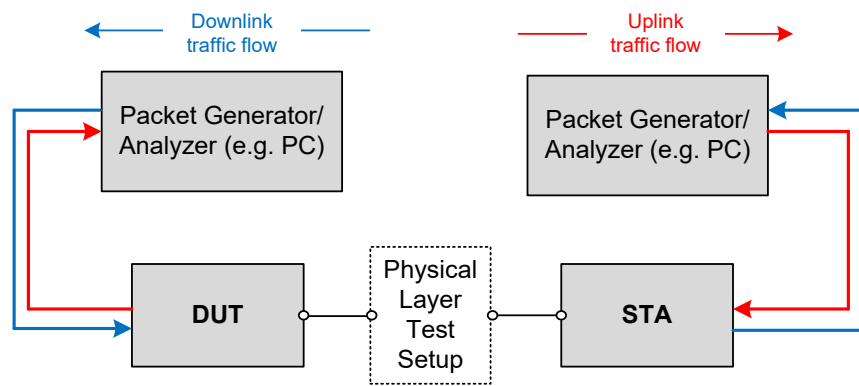 Downlink
traffic flow
Uplink
traffic flow
Packet Generator/
Analyzer (e.g. PC)
Packet Generator/
Analyzer (e.g. PC)
DUT
Physical
Layer
Test
Setup
STA